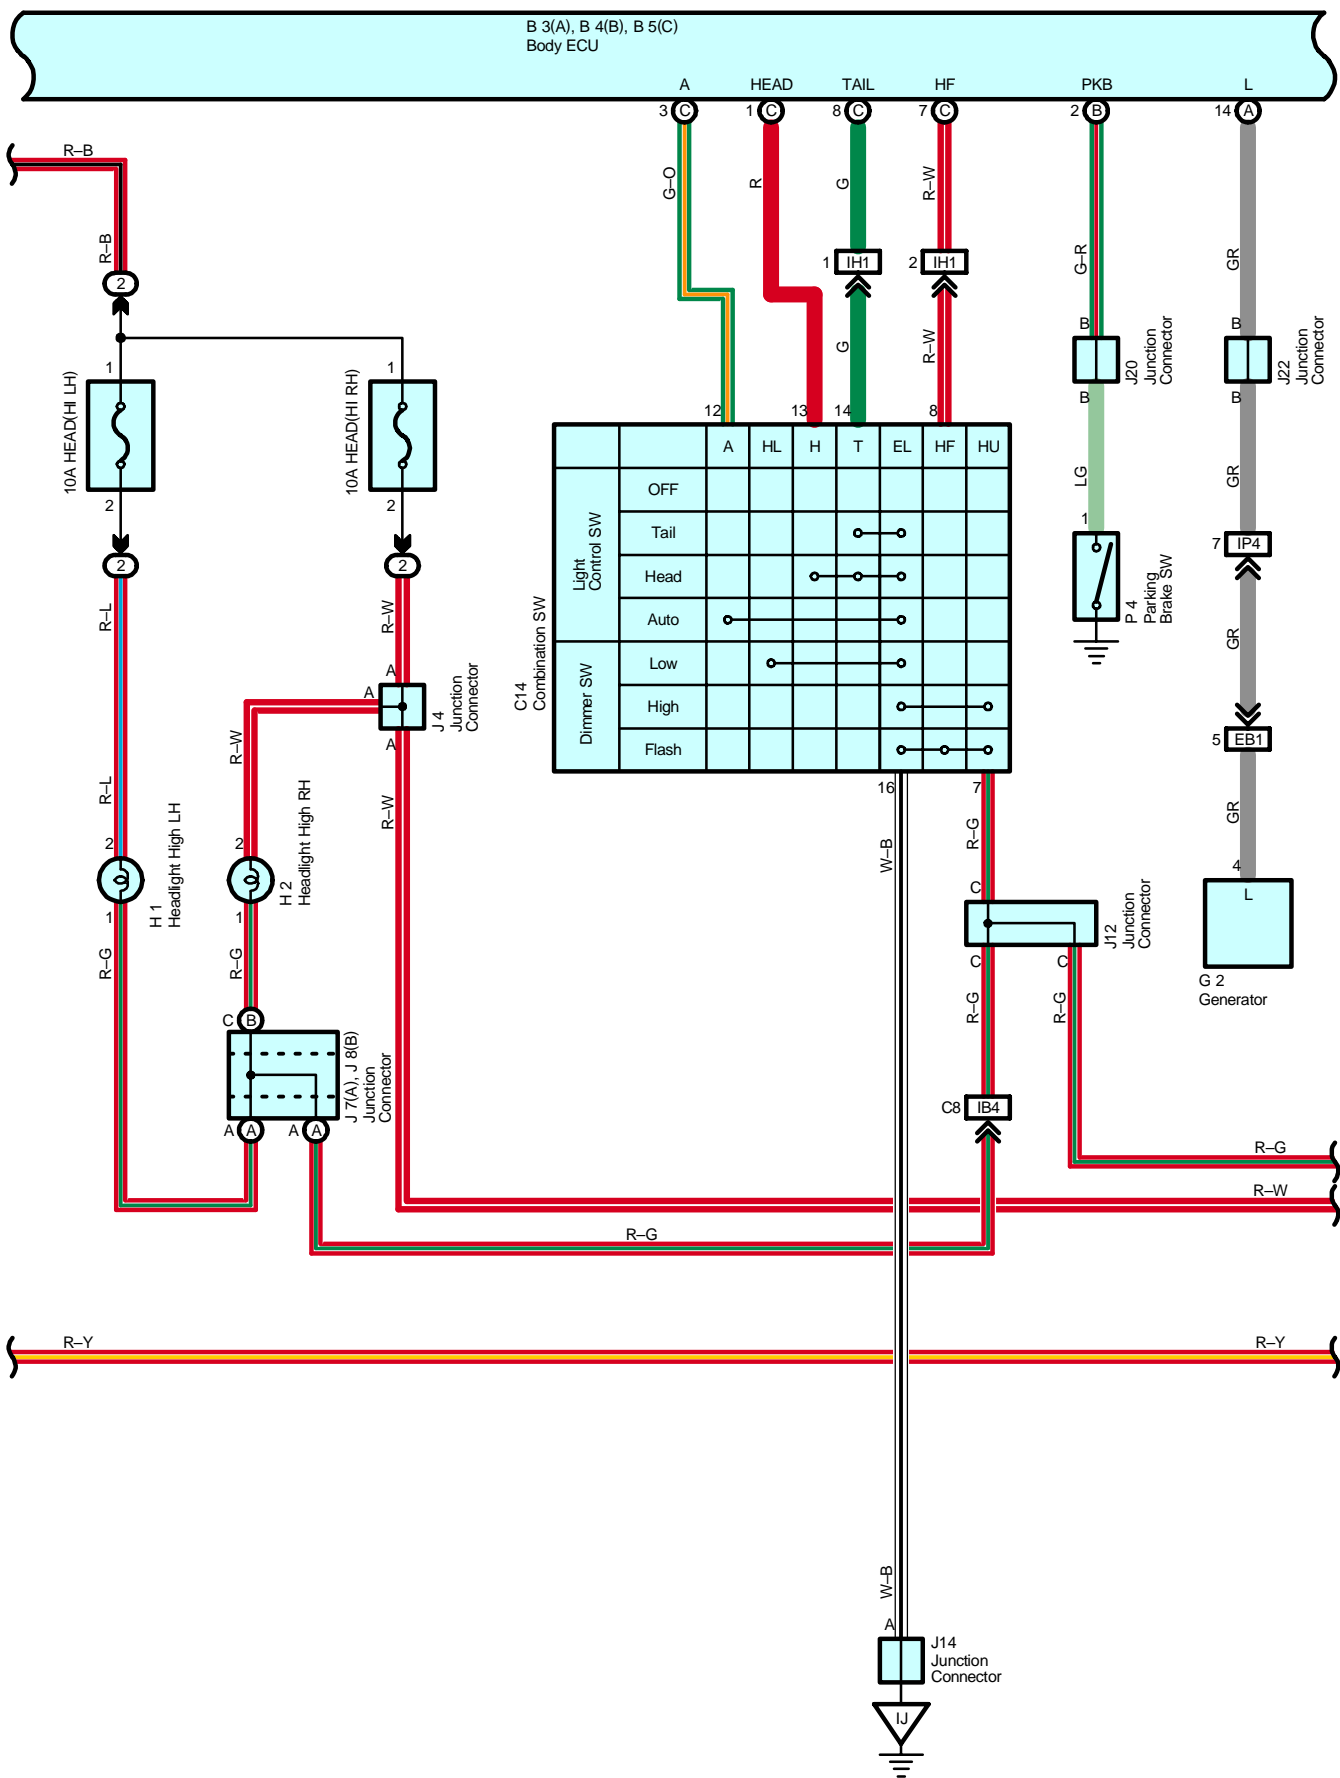 B 3(A), B 4(B), B 5(C)
Body ECU
A
HEAD
TAIL
HF
PKB
L
3 C
1 C
8 C
7 C
2 B
14 A
R–B
R–B
2
G–O
R
G
R–W
G–R
GR
1 IH1
2 IH1
G
R–W
B
J20
Junction
Connector
B
B
J22
Junction
Connector
B
1
1
10A HEAD(HI LH)
10A HEAD(HI RH)
2
2
2
2
12
13
14
8
LG
GR
1
7 IP4
P 4
Parking
Brake SW
GR
5 EB1
GR
4
L
G 2
Generator
A
HL
H
T
EL
HF
HU
Light
Control SW
OFF
Tail
Head
Auto
Dimmer SW
Low
High
Flash
C14
Combination SW
16
7
R–L
R–W
A
A
J 4
Junction
Connector
A
R–W
R–L
R–W
2
H 1
Headlight High LH
1
2
H 2
Headlight High RH
1
R–G
R–G
C B
J 7(A), J 8(B)
Junction
Connector
A A
A A
W–B
R–G
C
J12
Junction
Connector
C
C
R–G
R–G
C8 IB4
R–G
R–W
R–G
R–Y
R–Y
W–B
A
J14
Junction
Connector
IJ